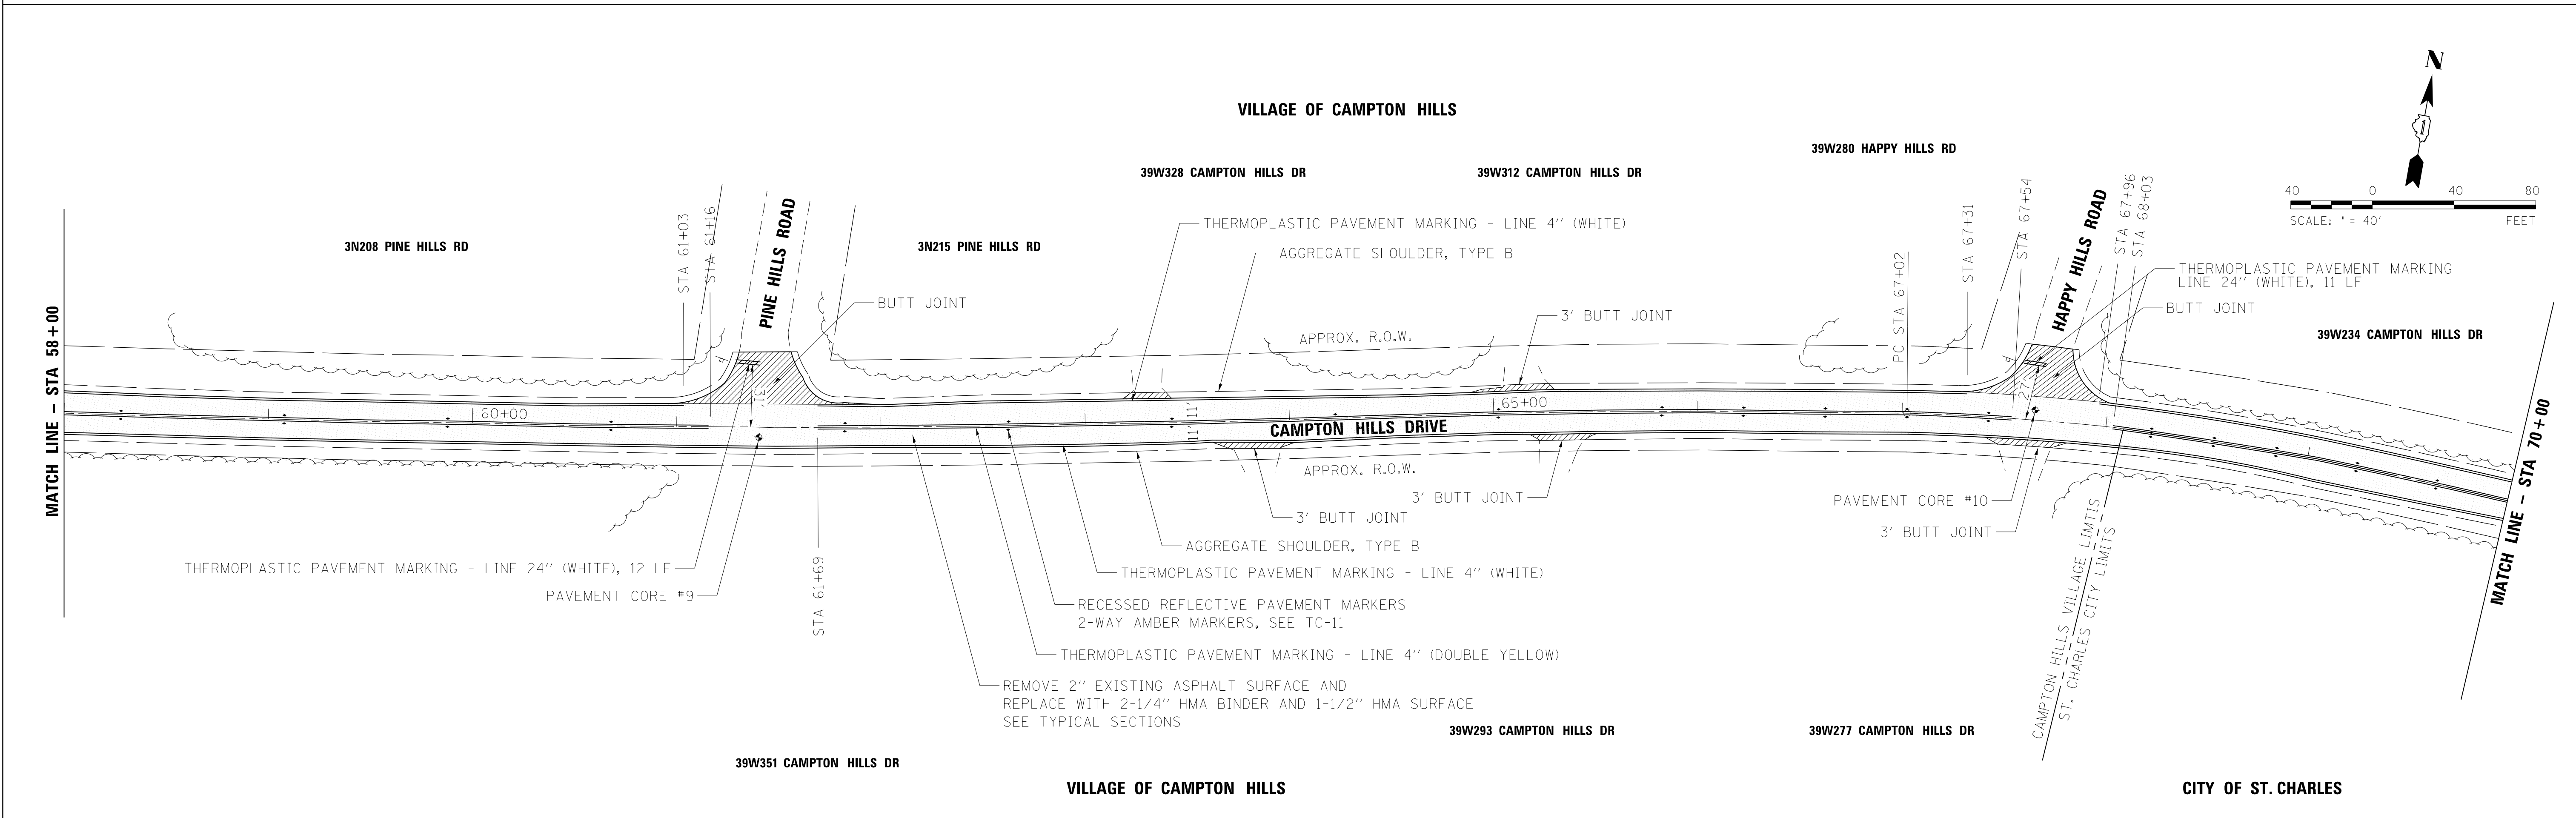 VILLAGE OF CAMPTON HILLS
N
39W280 HAPPY HILLS RD
39W328 CAMPTON HILLS DR
39W312 CAMPTON HILLS DR
40 0 40 80
SCALE: 1" = 40' FEET
THERMOPLASTIC PAVEMENT MARKING - LINE 4" (WHITE)
AGGREGATE SHOULDER, TYPE B
3N208 PINE HILLS RD
STA 61+03
STA 61+16
PINE HILLS ROAD
3N215 PINE HILLS RD
BUTT JOINT
3' BUTT JOINT
APPROX. R.O.W.
PC STA 67+02
STA 67+31
STA 67+54
HAPPY HILLS ROAD
STA 67+96
STA 68+03
THERMOPLASTIC PAVEMENT MARKING
LINE 24" (WHITE), 11 LF
BUTT JOINT
39W234 CAMPTON HILLS DR
MATCH LINE - STA 58+00
60+00
31'
11' 11'
65+00
27'
CAMPTON HILLS DRIVE
APPROX. R.O.W.
MATCH LINE - STA 70+00
3' BUTT JOINT
3' BUTT JOINT
PAVEMENT CORE #10
3' BUTT JOINT
AGGREGATE SHOULDER, TYPE B
THERMOPLASTIC PAVEMENT MARKING - LINE 24" (WHITE), 12 LF
PAVEMENT CORE #9
STA 61+69
THERMOPLASTIC PAVEMENT MARKING - LINE 4" (WHITE)
RECESSED REFLECTIVE PAVEMENT MARKERS
2-WAY AMBER MARKERS, SEE TC-11
THERMOPLASTIC PAVEMENT MARKING - LINE 4" (DOUBLE YELLOW)
REMOVE 2" EXISTING ASPHALT SURFACE AND
REPLACE WITH 2-1/4" HMA BINDER AND 1-1/2" HMA SURFACE
SEE TYPICAL SECTIONS
CAMPTON HILLS VILLAGE LIMTIS
ST. CHARLES CITY LIMITS
39W293 CAMPTON HILLS DR
39W277 CAMPTON HILLS DR
39W351 CAMPTON HILLS DR
VILLAGE OF CAMPTON HILLS
CITY OF ST. CHARLES